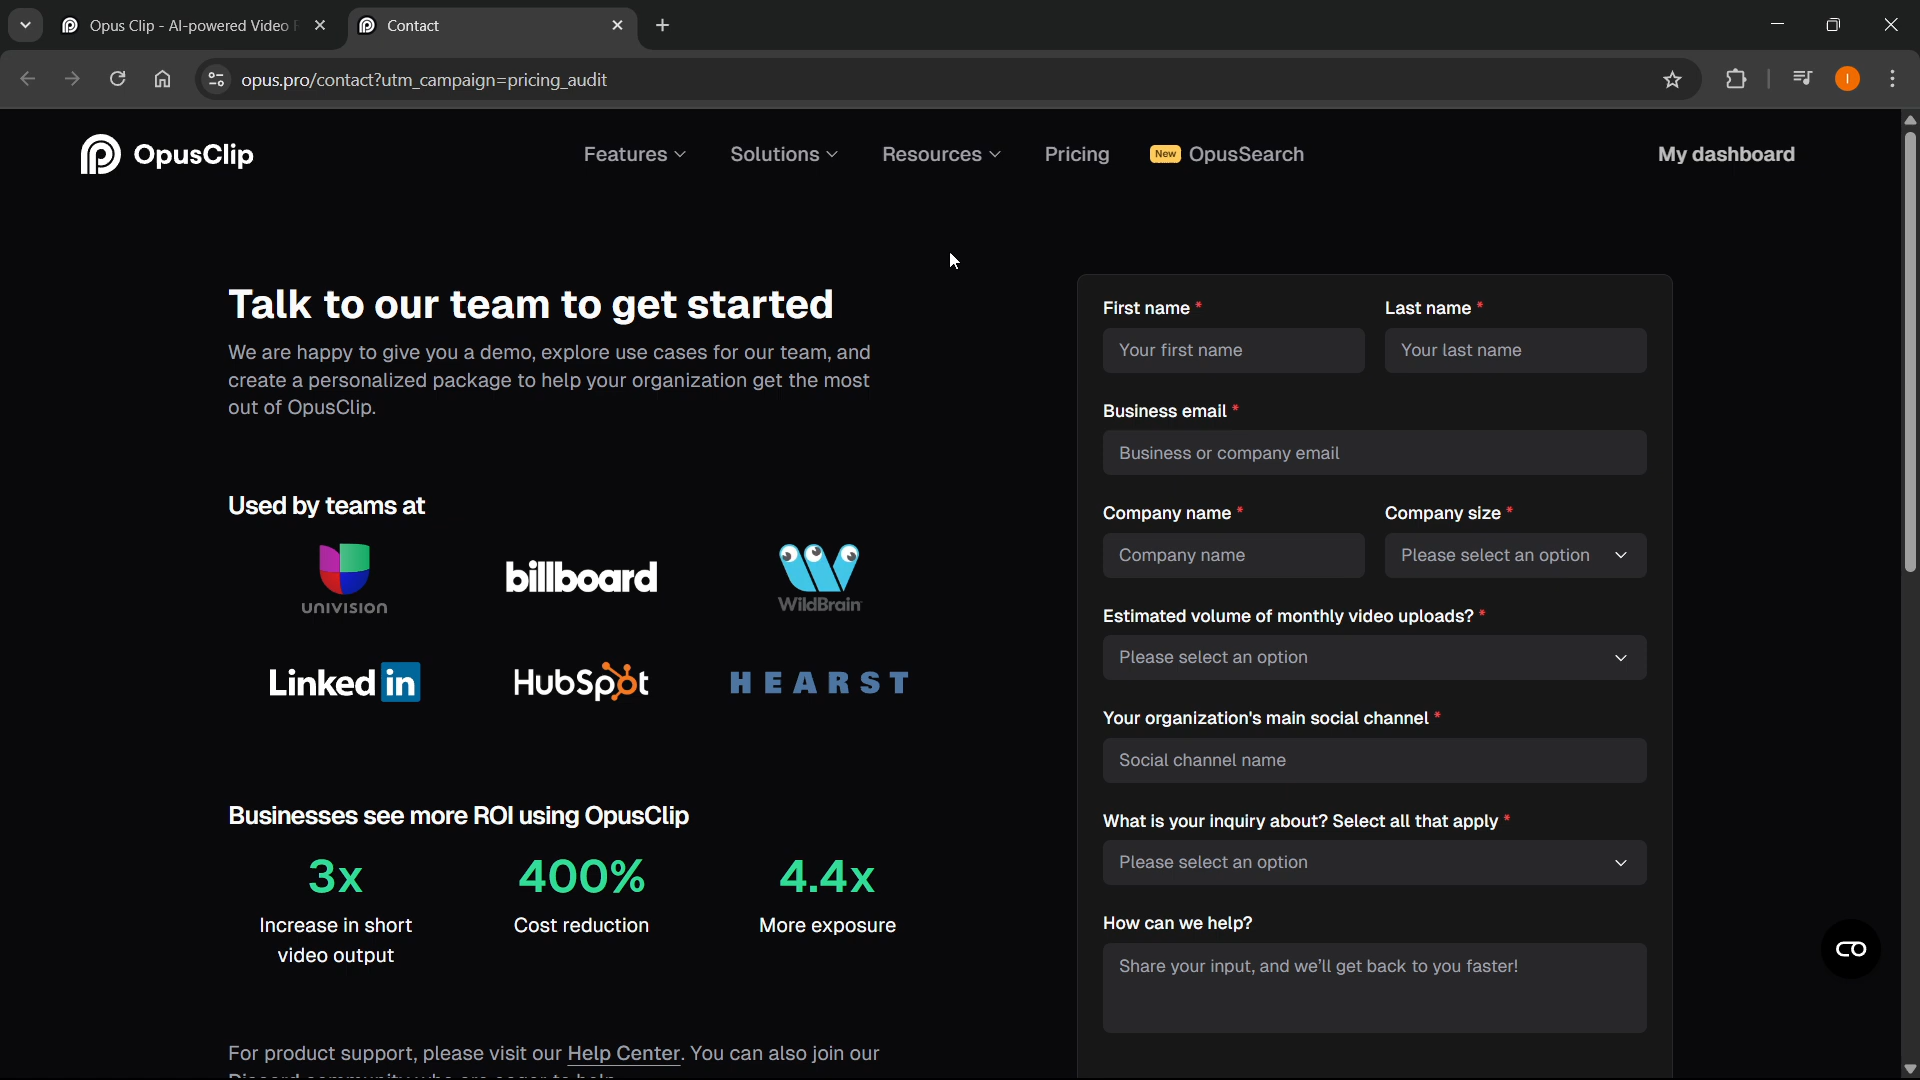 Opus Clip - AI-powered Video
Contact
opus.pro/contact?utm_campaign=pricing_audit
I
OpusClip
Features
Solutions
Resources
Pricing
New OpusSearch
My dashboard
Talk to our team to get started
We are happy to give you a demo, explore use cases for our team, and
create a personalized package to help your organization get the most
out of OpusClip.
Used by teams at
UNIVISION
billboard
WildBrain
Linked in
HubSpot
HEARST
Businesses see more ROI using OpusClip
3x
Increase in short
video output
400%
Cost reduction
4.4x
More exposure
For product support, please visit our Help Center. You can also join our
First name *
Last name *
Your first name
Your last name
Business email *
Business or company email
Company name *
Company size *
Company name
Please select an option
Estimated volume of monthly video uploads? *
Please select an option
Your organization's main social channel *
Social channel name
What is your inquiry about? Select all that apply *
Please select an option
How can we help?
Share your input, and we'll get back to you faster!